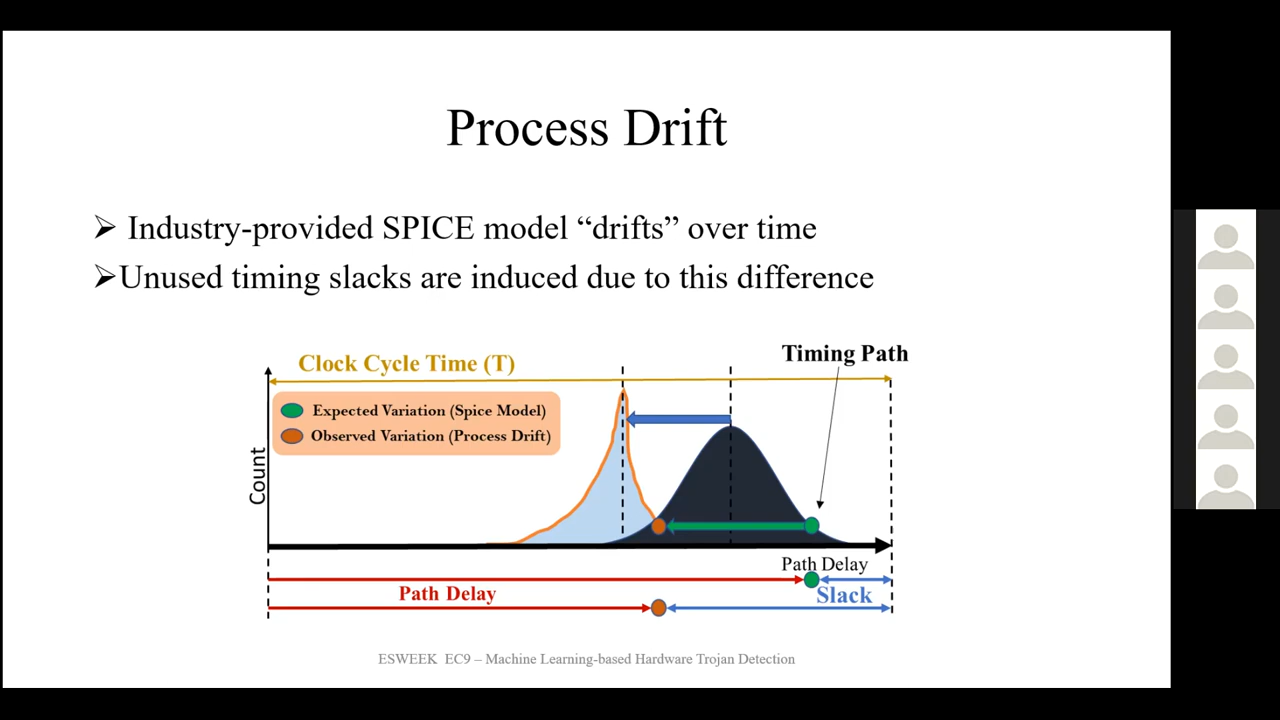 Process Drift
➢ Industry-provided SPICE model “drifts” over time
➢Unused timing slacks are induced due to this difference
Timing Path
Clock Cycle Time (T)
Expected Variation (Spice Model)
Observed Variation (Process Drift)
Count
Path Delay
Path Delay
Slack
ESWEEK EC9 – Machine Learning-based Hardware Trojan Detection